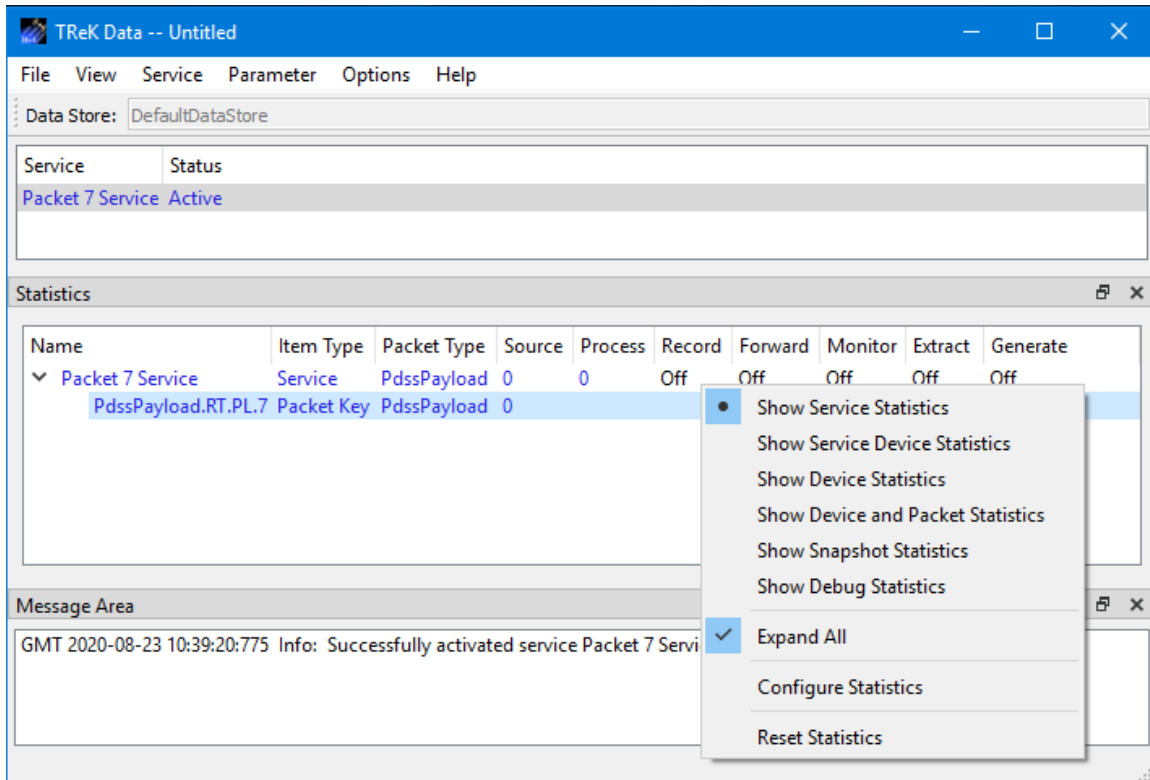 TReK Data -- Untitled
File View Service Parameter Options Help
Data Store: DefaultDataStore
Service Status
Packet 7 Service Active
Statistics
Name Item Type Packet Type Source Process Record Forward Monitor Extract Generate
Packet 7 Service Service PdssPayload 0 0 Off Off Off Off Off
PdssPayload.RT.PL.7 Packet Key PdssPayload 0
Show Service Statistics
Show Service Device Statistics
Show Device Statistics
Show Device and Packet Statistics
Show Snapshot Statistics
Show Debug Statistics
Expand All
Configure Statistics
Reset Statistics
Message Area
GMT 2020-08-23 10:39:20:775 Info: Successfully activated service Packet 7 Servi